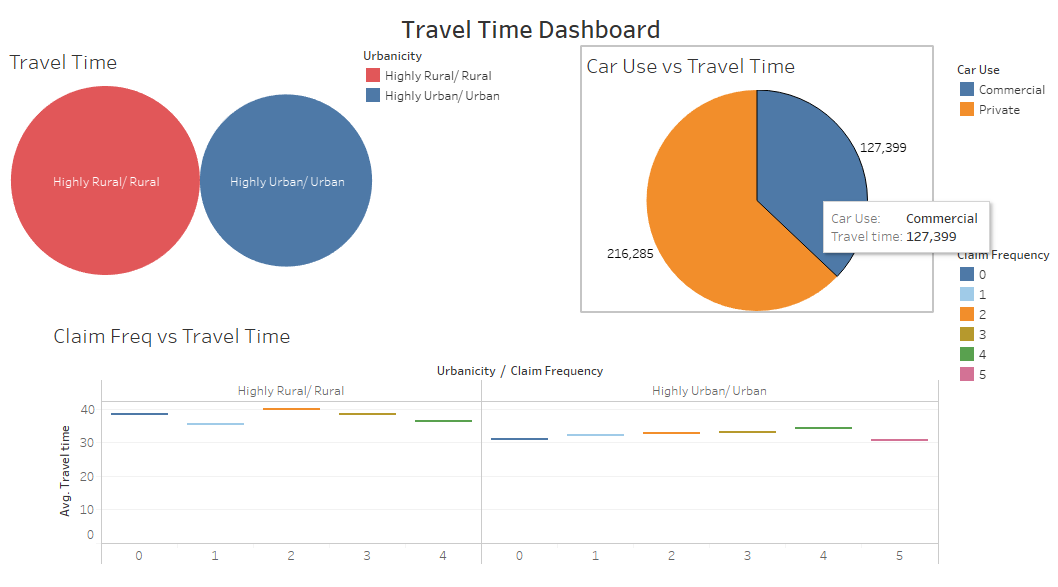 Travel Time Dashboard
Travel Time
Urbanicity
Highly Rural/ Rural
Highly Urban/ Urban
Highly Rural/ Rural
Highly Urban/ Urban
Car Use vs Travel Time
127,399
216,285
Car Use: Commercial
Travel time: 127,399
Car Use
Commercial
Private
Claim Frequency
0
1
2
3
4
5
Claim Freq vs Travel Time
Urbanicity / Claim Frequency
Highly Rural/ Rural Highly Urban/ Urban
Avg. Travel time
40
30
20
10
0
0 1 2 3 4 0 1 2 3 4 5